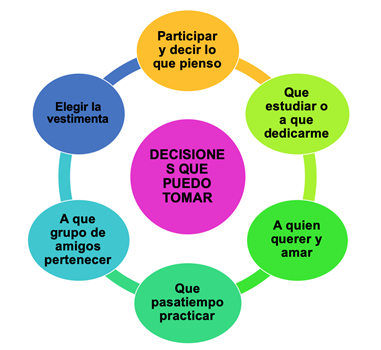 Participar
y decir lo
que pienso
Que
estudiar o
a que
dedicarme
A quien
querer y
amar
Que
pasatiempo
practicar
A que
grupo de
amigos
pertenecer
Elegir la
vestimenta
DECISIONE
S QUE
PUEDO
TOMAR